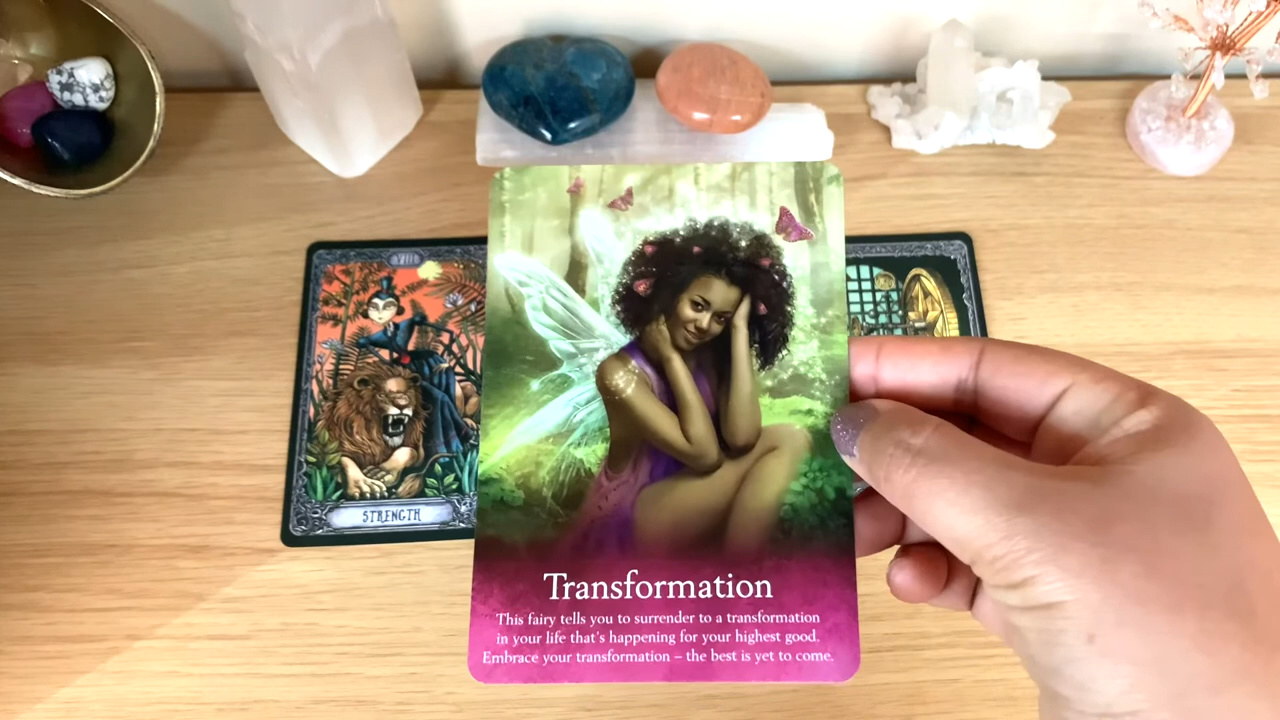 VIII
STRENGTH
Transformation
This fairy tells you to surrender to a transformation
in your life that's happening for your highest good.
Embrace your transformation – the best is yet to come.